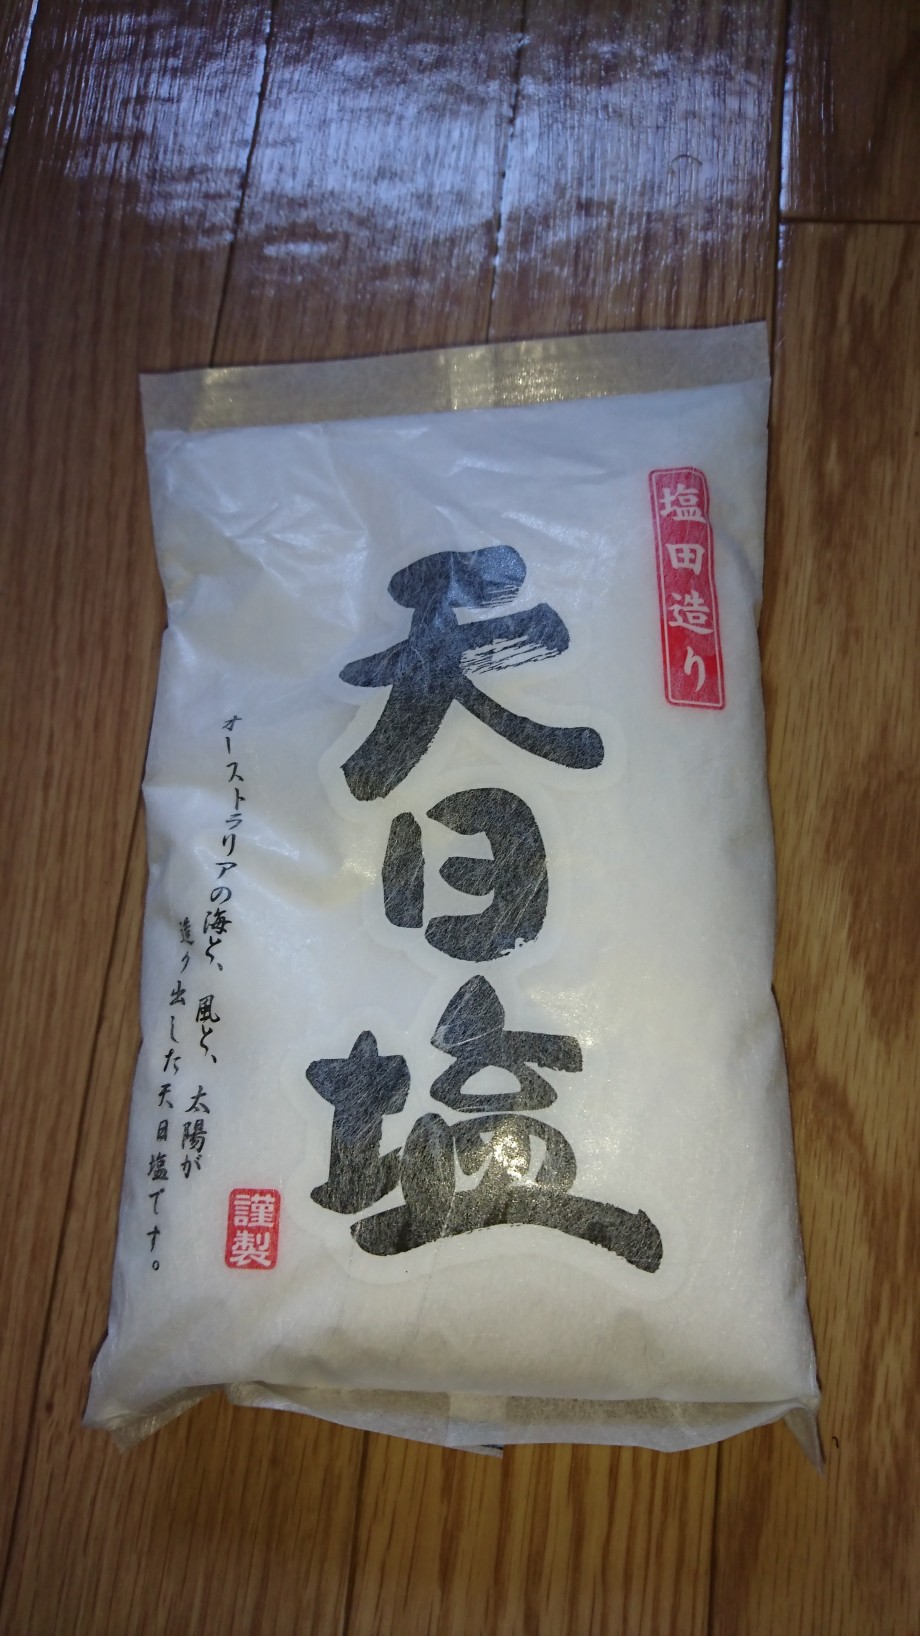 塩田造り
天日塩
オーストラリアの海と、風と、太陽が
造り出した天日塩です。
謹製